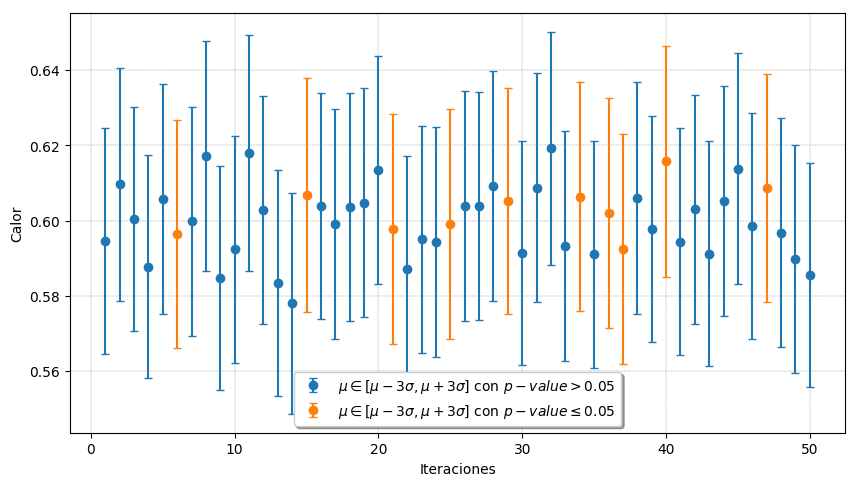 0.64
0.62
0.60
0.58
0.56
Calor
μ ∈ [μ − 3σ, μ + 3σ] con p − value > 0.05
μ ∈ [μ − 3σ, μ + 3σ] con p − value ≤ 0.05
0 10 20 30 40 50
Iteraciones